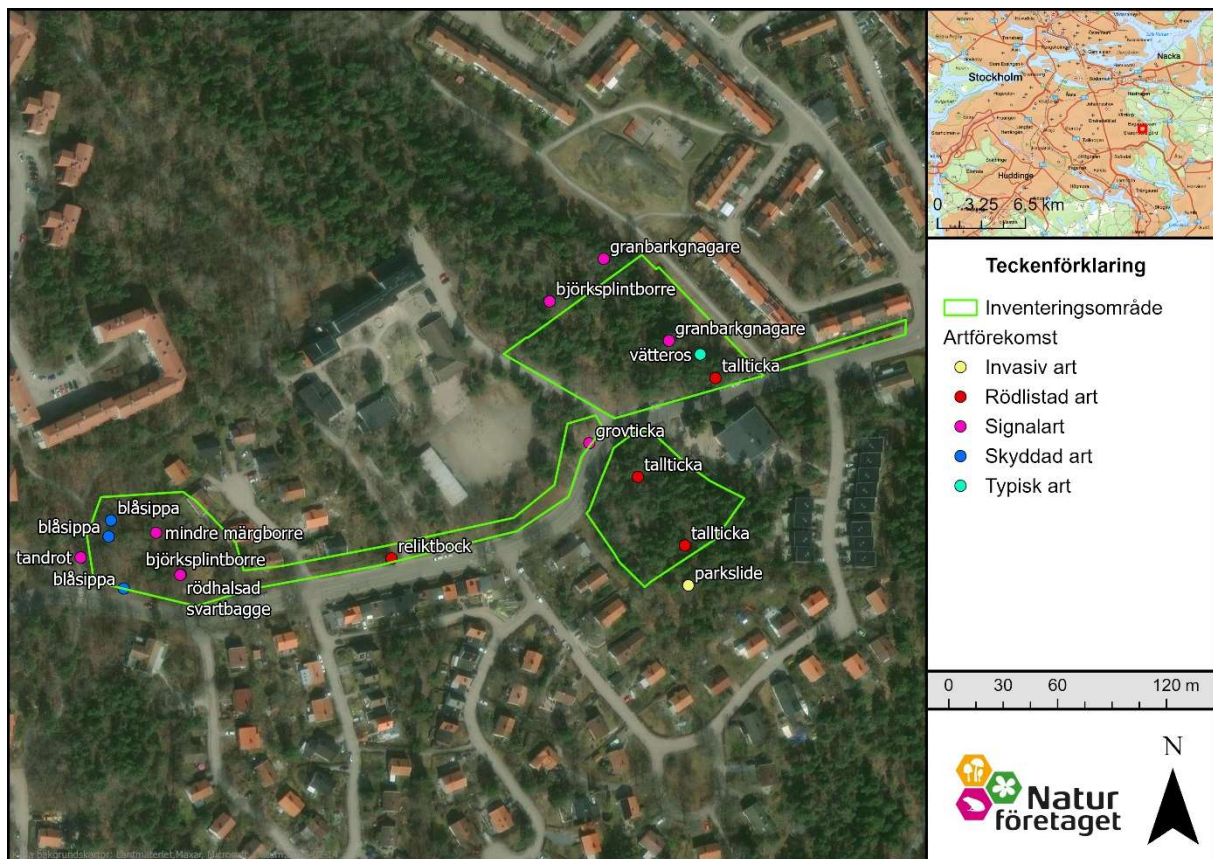 granbarkgnagare
björksplintborre
granbarkgnagare
vätteros
tallticka
grovticka
tallticka
tallticka
parkslide
reliktbock
blåsippa
blåsippa
mindre märgborre
tandrot
björksplintborre
blåsippa
rödhalsad
svartbagge
Stockholm
Nacka
Huddinge
0 3,25 6,5 km
Teckenförklaring
Inventeringsområde
Artförekomst
Invasiv art
Rödlistad art
Signalart
Skyddad art
Typisk art
0 30 60 120 m
Natur
företaget
N